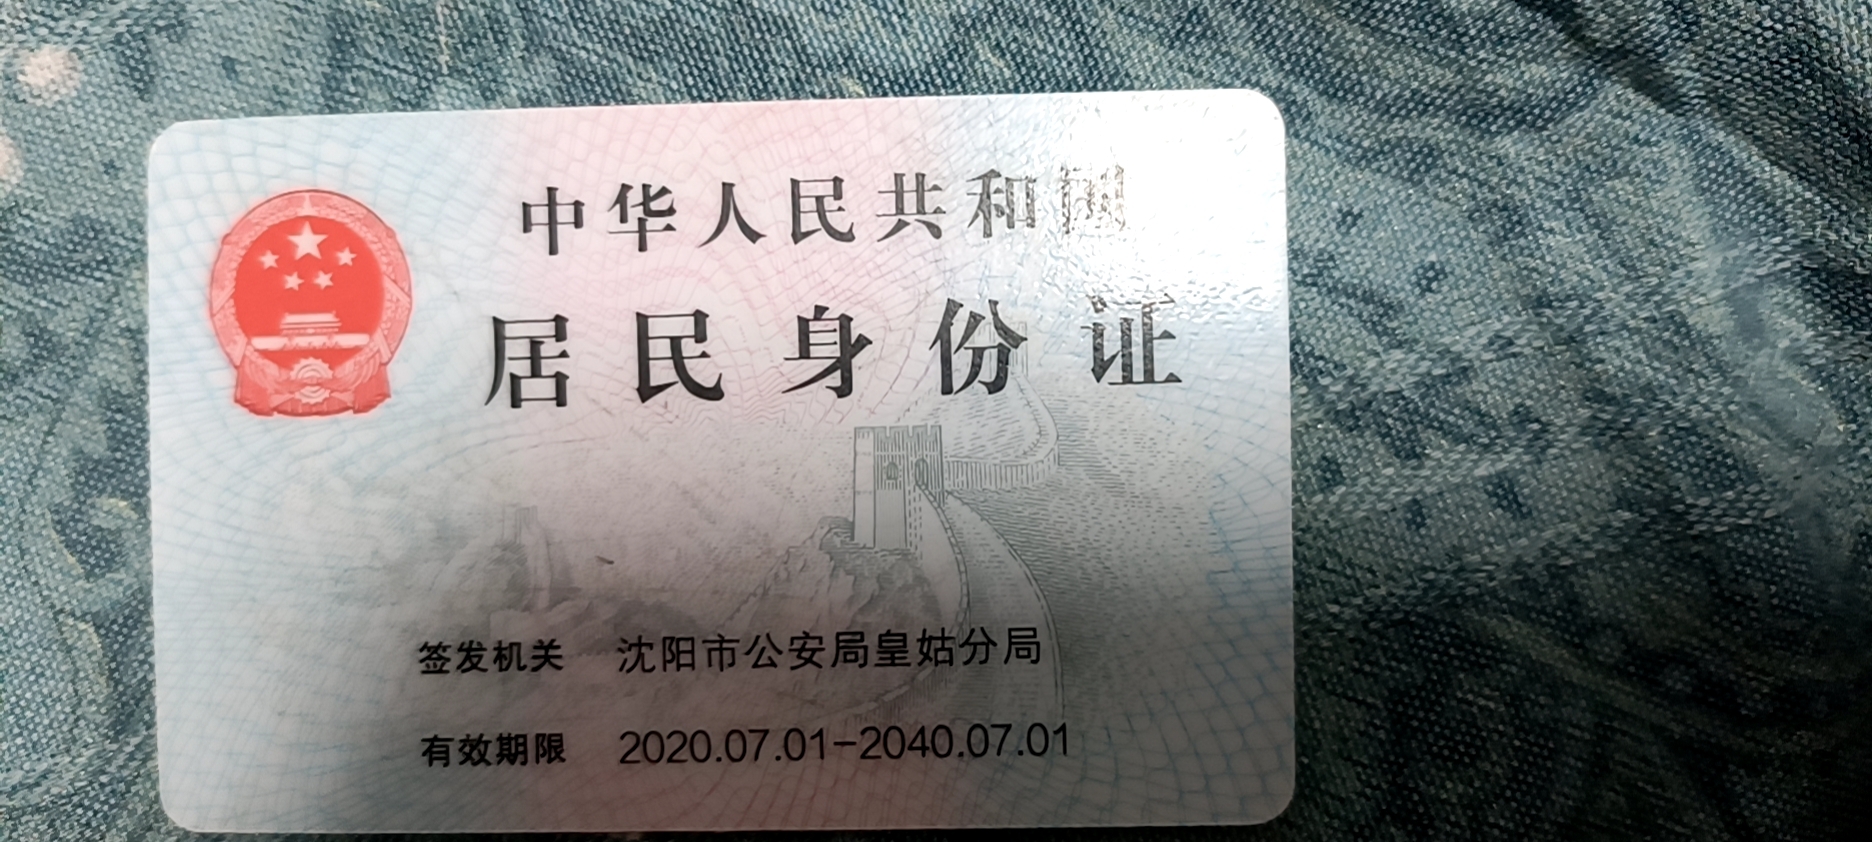 中华人民共和国
居民身份证
签发机关 沈阳市公安局皇姑分局
有效期限 2020.07.01-2040.07.01